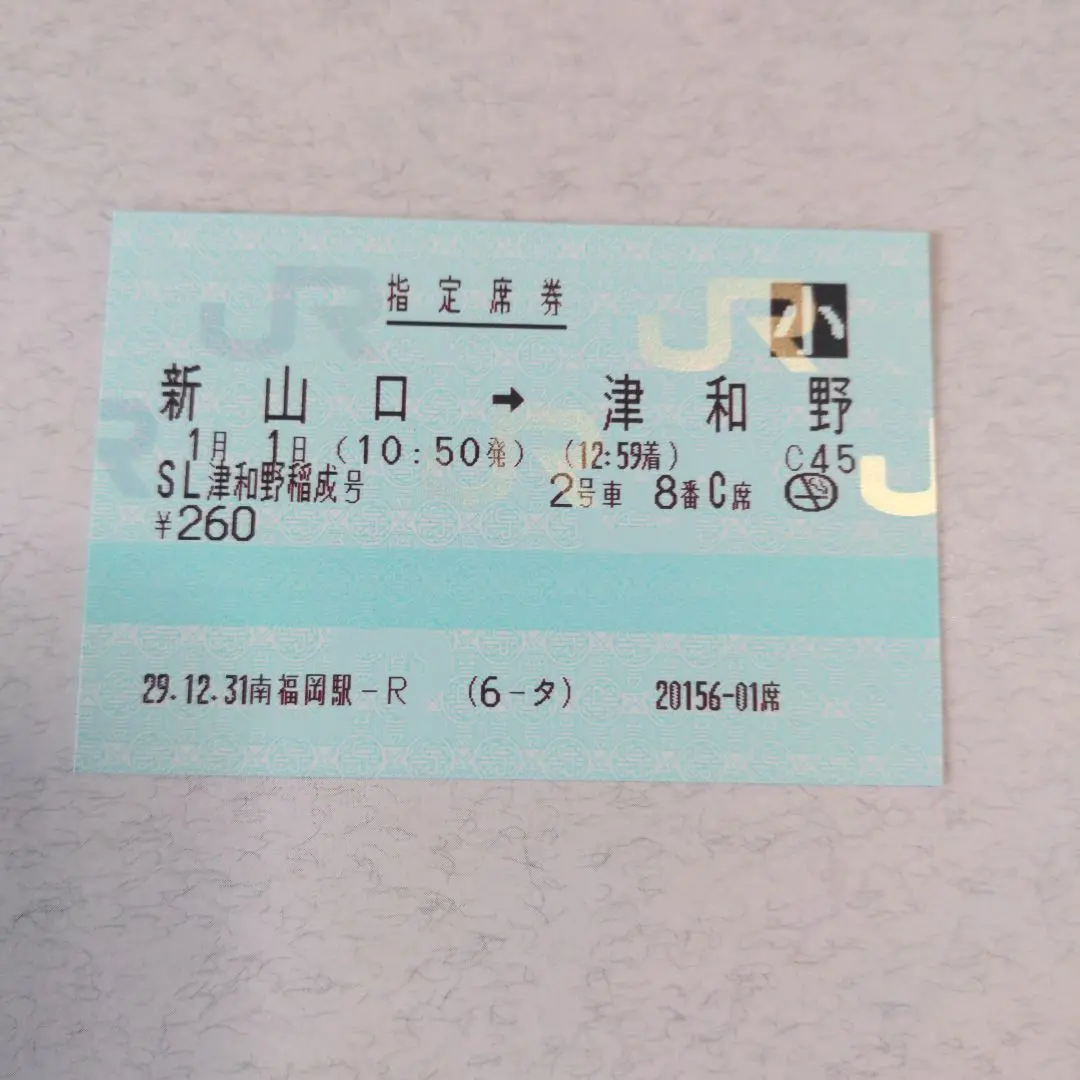 指定席券 小
新山口 → 津和野
1月 1日 (10:50発) (12:59着) C45
SL津和野稲成号 2号車 8番C席
¥260
29.12.31南福岡駅-R (6-タ) 20156-01席
JR JR